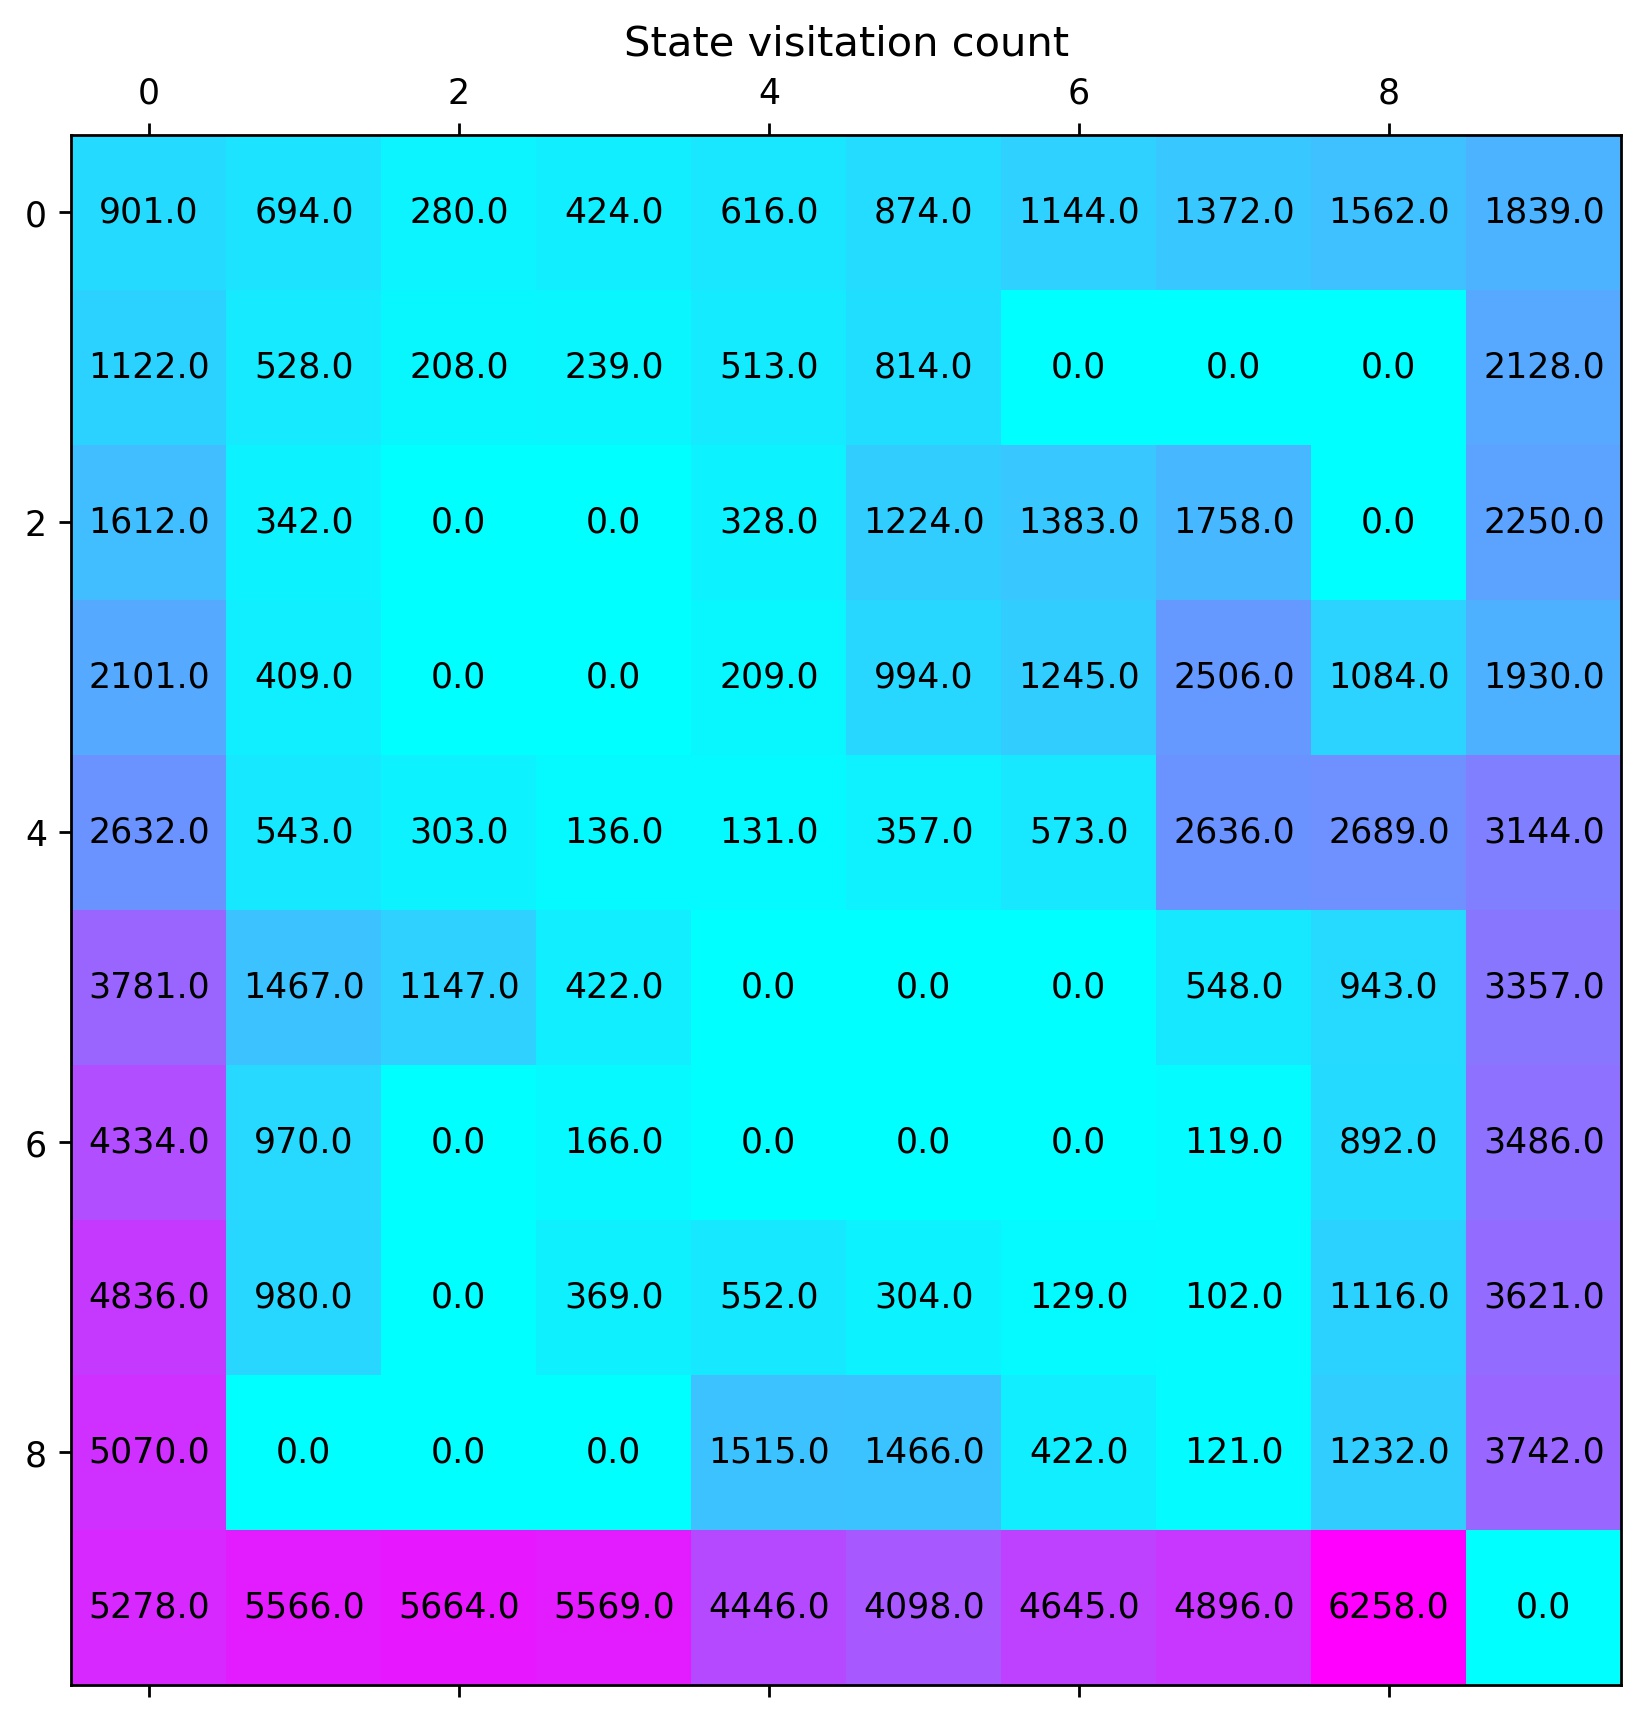 State visitation count
0 2 4 6 8
0 901.0 694.0 280.0 424.0 616.0 874.0 1144.0 1372.0 1562.0 1839.0
1122.0 528.0 208.0 239.0 513.0 814.0 0.0 0.0 0.0 2128.0
2 1612.0 342.0 0.0 0.0 328.0 1224.0 1383.0 1758.0 0.0 2250.0
2101.0 409.0 0.0 0.0 209.0 994.0 1245.0 2506.0 1084.0 1930.0
4 2632.0 543.0 303.0 136.0 131.0 357.0 573.0 2636.0 2689.0 3144.0
3781.0 1467.0 1147.0 422.0 0.0 0.0 0.0 548.0 943.0 3357.0
6 4334.0 970.0 0.0 166.0 0.0 0.0 0.0 119.0 892.0 3486.0
4836.0 980.0 0.0 369.0 552.0 304.0 129.0 102.0 1116.0 3621.0
8 5070.0 0.0 0.0 0.0 1515.0 1466.0 422.0 121.0 1232.0 3742.0
5278.0 5566.0 5664.0 5569.0 4446.0 4098.0 4645.0 4896.0 6258.0 0.0